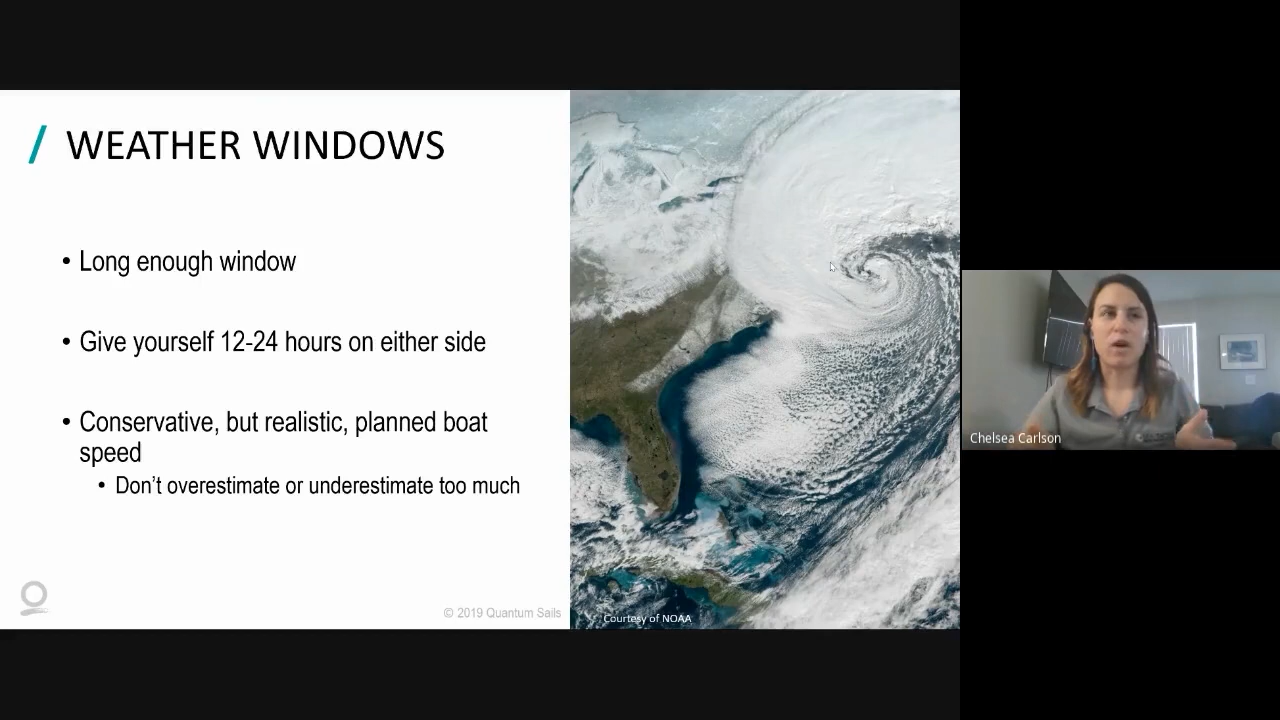 / WEATHER WINDOWS
• Long enough window
• Give yourself 12-24 hours on either side
• Conservative, but realistic, planned boat
speed
• Don’t overestimate or underestimate too much
© 2019 Quantum Sails
Courtesy of NOAA
Chelsea Carlson